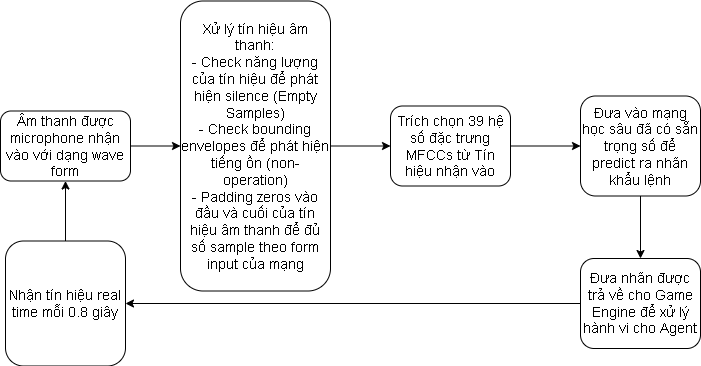 Âm thanh được
microphone nhận
vào với dạng wave
form
Xử lý tín hiệu âm
thanh:
- Check năng lượng
của tín hiệu để phát
hiện silence (Empty
Samples)
- Check bounding
envelopes để phát hiện
tiếng ồn (non-
operation)
- Padding zeros vào
đầu và cuối của tín
hiệu âm thanh để đủ
số sample theo form
input của mạng
Trích chọn 39 hệ
số đặc trưng
MFCCs từ Tín
hiệu nhận vào
Đưa vào mạng
học sâu đã có sẵn
trọng số để
predict ra nhãn
khẩu lệnh
Đưa nhãn được
trả về cho Game
Engine để xử lý
hành vi cho Agent
Nhận tín hiệu real
time mỗi 0.8 giây